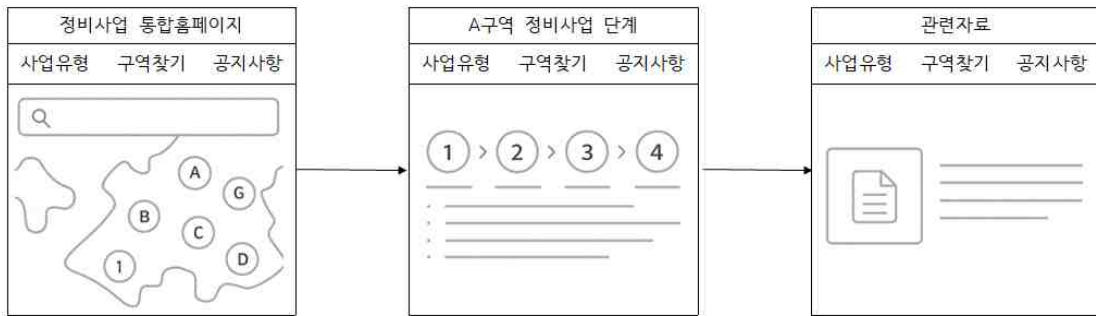 정비사업 통합홈페이지
사업유형 구역찾기 공지사항
A
G
B
C
D
1
A구역 정비사업 단계
사업유형 구역찾기 공지사항
1 > 2 > 3 > 4
관련자료
사업유형 구역찾기 공지사항